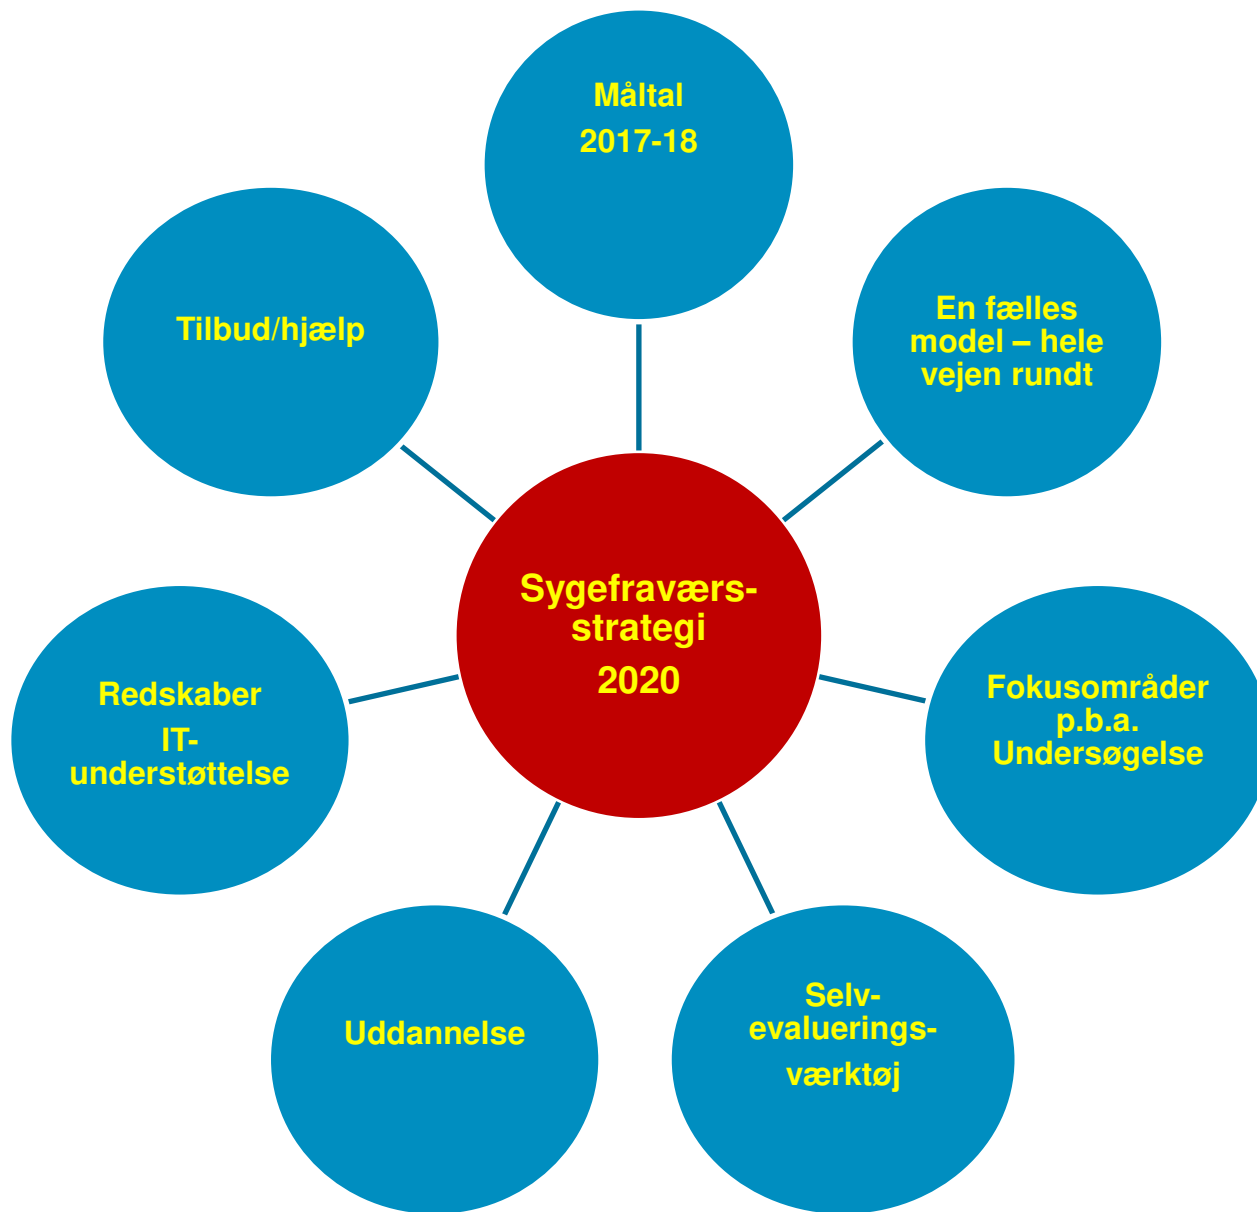 Måltal
2017-18
En fælles
model – hele
vejen rundt
Tilbud/hjælp
Sygefraværs-
strategi
2020
Fokusområder
p.b.a.
Undersøgelse
Redskaber
IT-
understøttelse
Selv-
evaluerings-
værktøj
Uddannelse